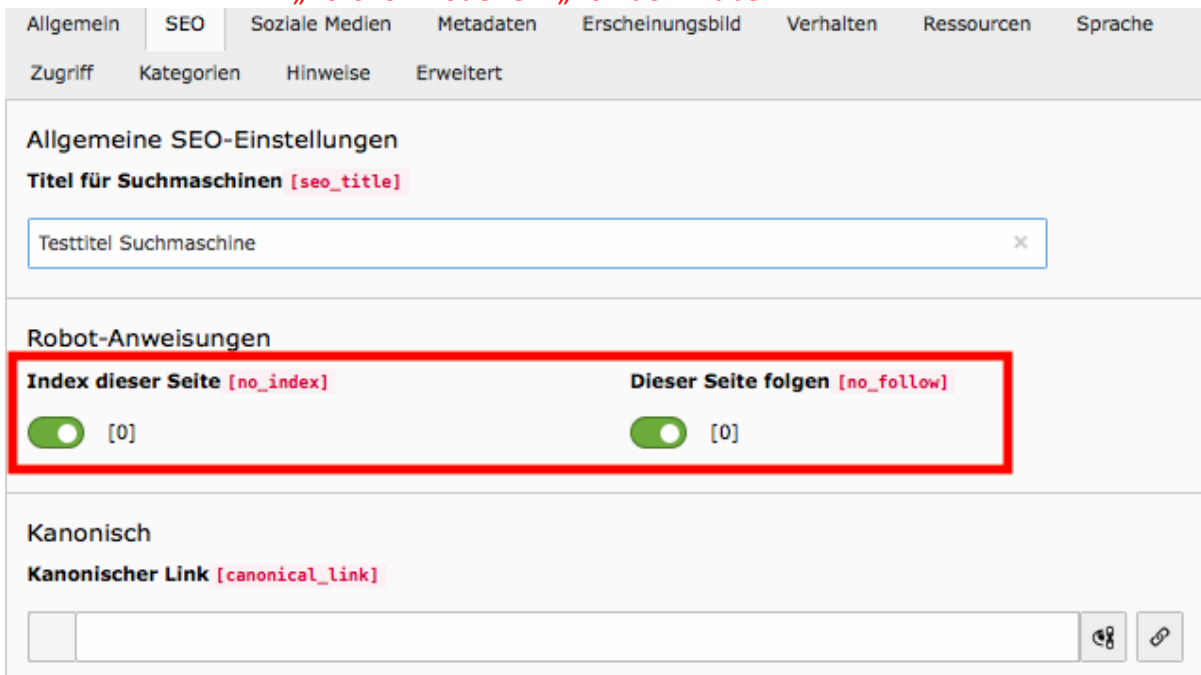 Allgemein SEO Soziale Medien Metadaten Erscheinungsbild Verhalten Ressourcen Sprache
Zugriff Kategorien Hinweise Erweitert
Allgemeine SEO-Einstellungen
Titel für Suchmaschinen [seo_title]
Testtitel Suchmaschine ×
Robot-Anweisungen
Index dieser Seite [no_index] Dieser Seite folgen [no_follow]
[0] [0]
Kanonisch
Kanonischer Link [canonical_link]